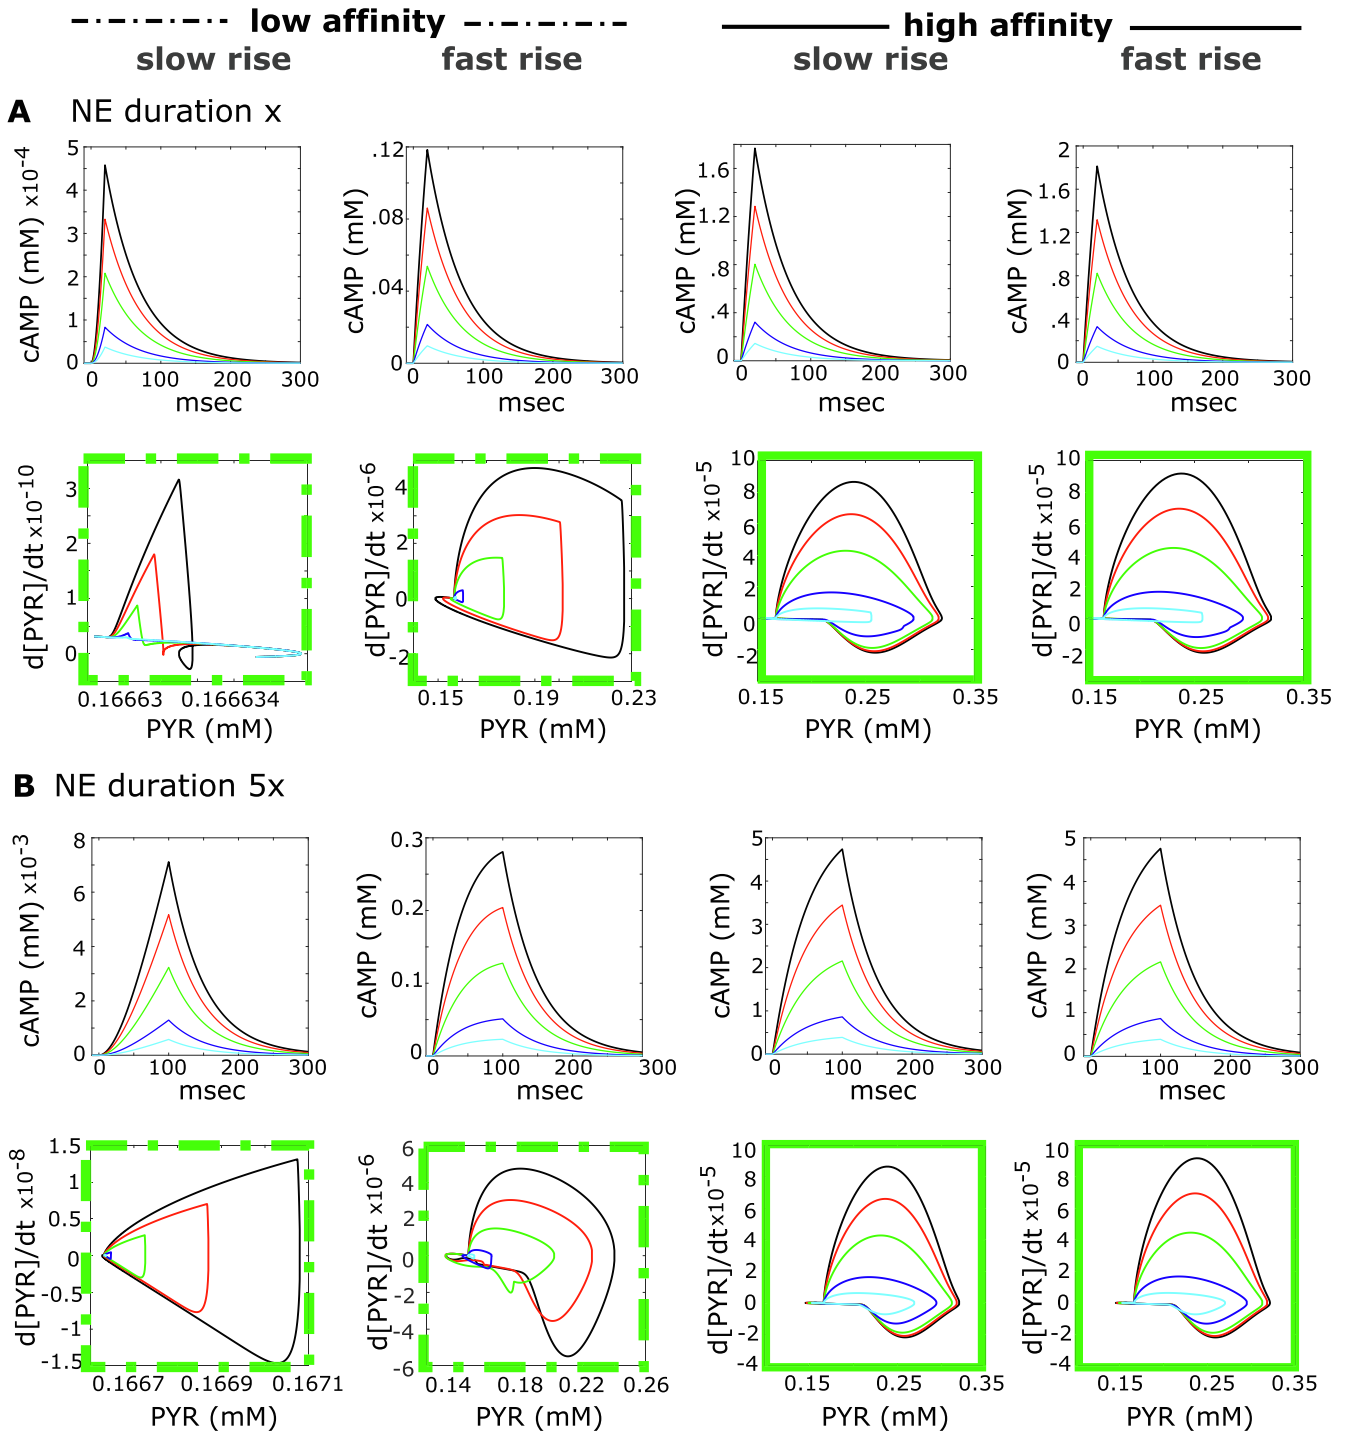 low affinity high affinity
slow rise fast rise slow rise fast rise
A NE duration x
cAMP (mM) x10-4
5
4
3
2
1
0
0 100 200 300
msec
cAMP (mM)
.12
.08
.04
0
0 100 200 300
msec
cAMP (mM)
1.6
1.2
.8
.4
0
0 100 200 300
msec
cAMP (mM)
2
1.6
1.2
.8
.4
0
0 100 200 300
msec
d[PYR]/dt x10-10
3
2
1
0
0.16663 0.166634
PYR (mM)
d[PYR]/dt x10-6
4
2
0
-2
0.15 0.19 0.23
PYR (mM)
d[PYR]/dt x10-5
10
8
6
4
2
0
-2
0.15 0.25 0.35
PYR (mM)
d[PYR]/dt x10-5
10
8
6
4
2
0
-2
0.15 0.25 0.35
PYR (mM)
B NE duration 5x
cAMP (mM) x10-3
8
6
4
2
0
0 100 200 300
msec
cAMP (mM)
0.3
0.2
0.1
0
0 100 200 300
msec
cAMP (mM)
5
4
3
2
1
0
0 100 200 300
msec
cAMP (mM)
5
4
3
2
1
0
0 100 200 300
msec
d[PYR]/dt x10-8
1.5
1
0.5
0
-0.5
-1
-1.5
0.1667 0.1669 0.1671
PYR (mM)
d[PYR]/dt x10-6
6
4
2
0
-2
-4
-6
0.14 0.18 0.22 0.26
PYR (mM)
d[PYR]/dt x10-5
10
8
6
4
2
0
-2
-4
0.15 0.25 0.35
PYR (mM)
d[PYR]/dt x10-5
10
8
6
4
2
0
-2
-4
0.15 0.25 0.35
PYR (mM)